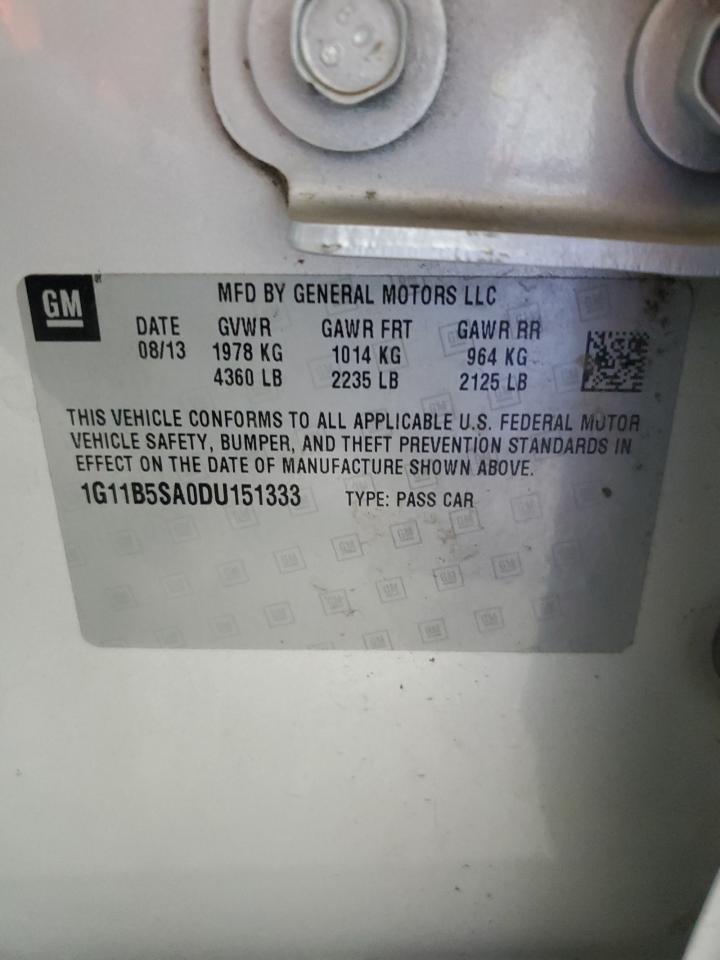 GM
MFD BY GENERAL MOTORS LLC
DATE GVWR GAWR FRT GAWR RR
08/13 1978 KG 1014 KG 964 KG
4360 LB 2235 LB 2125 LB
THIS VEHICLE CONFORMS TO ALL APPLICABLE U.S. FEDERAL MOTOR
VEHICLE SAFETY, BUMPER, AND THEFT PREVENTION STANDARDS IN
EFFECT ON THE DATE OF MANUFACTURE SHOWN ABOVE.
1G11B5SA0DU151333 TYPE: PASS CAR